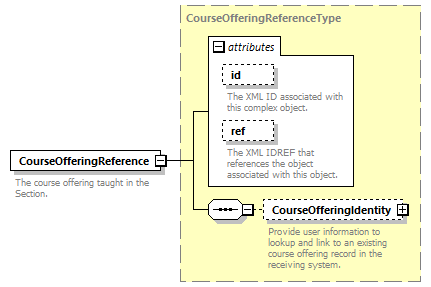 CourseOfferingReferenceType
attributes
id
The XML ID associated with
this complex object.
ref
The XML IDREF that
references the object
associated with this object.
CourseOfferingReference
The course offering taught in the
Section.
CourseOfferingIdentity
Provide user information to
lookup and link to an existing
course offering record in the
receiving system.